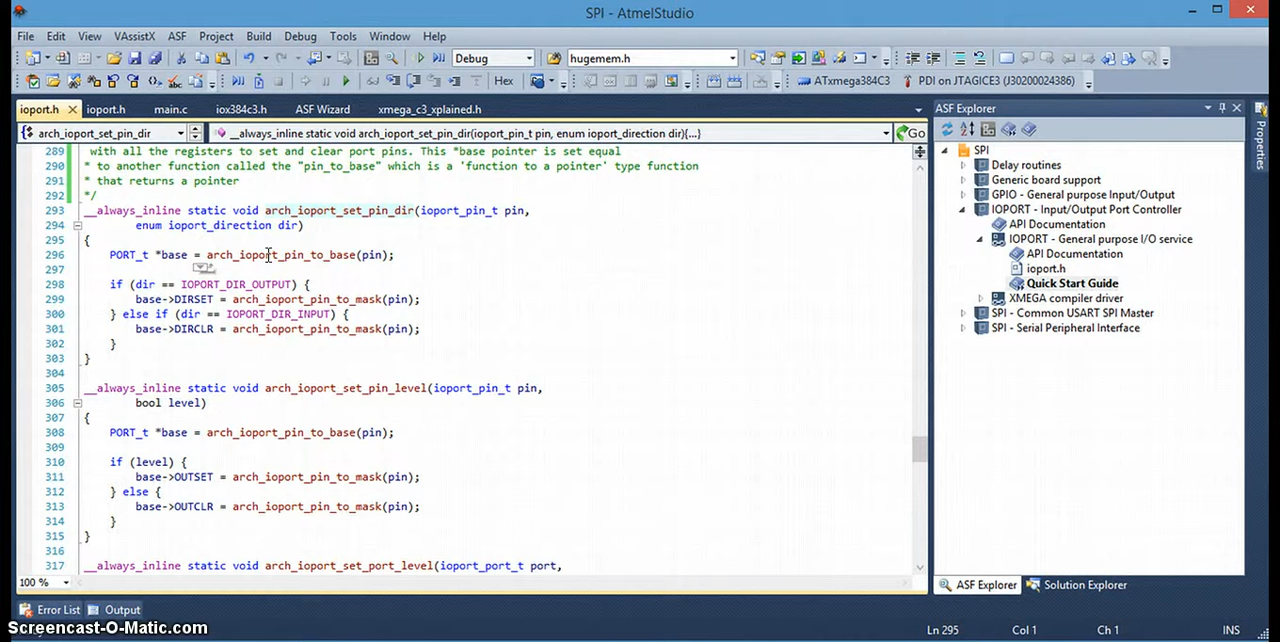 SPI - AtmelStudio
File Edit View VAssistX ASF Project Build Debug Tools Window Help
Debug hugemem.h
Hex ATxmega384C3 PDI on JTAGICE3 (J30200024386)
ioport.h ioport.h main.c iox384c3.h ASF Wizard xmega_c3_xplained.h
arch_ioport_set_pin_dir __always_inline static void arch_ioport_set_pin_dir(ioport_pin_t pin, enum ioport_direction dir){...} Go
289 with all the registers to set and clear port pins. This *base pointer is set equal
290 * to another function called the "pin_to_base" which is a 'function to a pointer' type function
291 * that returns a pointer
292 */
293 __always_inline static void arch_ioport_set_pin_dir(ioport_pin_t pin,
294 enum ioport_direction dir)
295 {
296 PORT_t *base = arch_ioport_pin_to_base(pin);
297
298 if (dir == IOPORT_DIR_OUTPUT) {
299 base->DIRSET = arch_ioport_pin_to_mask(pin);
300 } else if (dir == IOPORT_DIR_INPUT) {
301 base->DIRCLR = arch_ioport_pin_to_mask(pin);
302 }
303 }
304
305 __always_inline static void arch_ioport_set_pin_level(ioport_pin_t pin,
306 bool level)
307 {
308 PORT_t *base = arch_ioport_pin_to_base(pin);
309
310 if (level) {
311 base->OUTSET = arch_ioport_pin_to_mask(pin);
312 } else {
313 base->OUTCLR = arch_ioport_pin_to_mask(pin);
314 }
315 }
316
317 __always_inline static void arch_ioport_set_port_level(ioport_port_t port,
100 %
ASF Explorer
SPI
Delay routines
Generic board support
GPIO - General purpose Input/Output
IOPORT - Input/Output Port Controller
API Documentation
IOPORT - General purpose I/O service
API Documentation
ioport.h
Quick Start Guide
XMEGA compiler driver
SPI - Common USART SPI Master
SPI - Serial Peripheral Interface
ASF Explorer Solution Explorer
Properties
Error List Output
Screencast-O-Matic.com
Ln 295 Col 1 Ch 1 INS